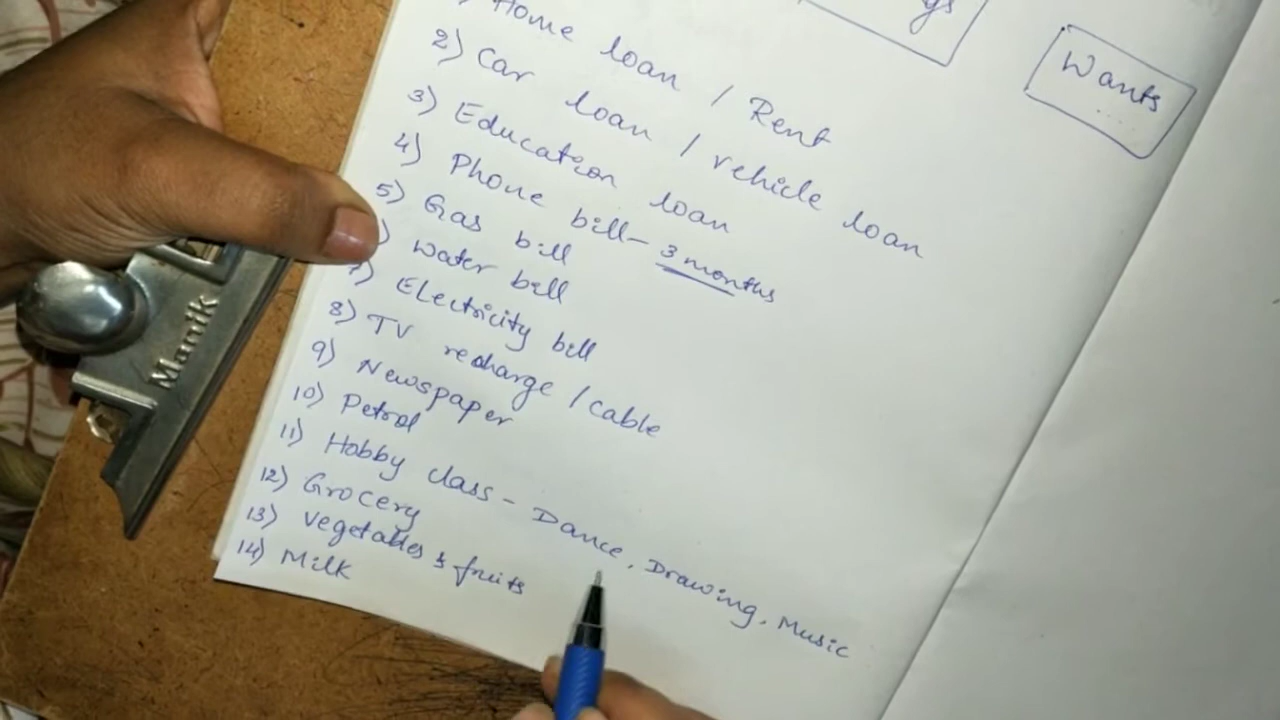 Wants
Home loan / Rent
2) Car loan / vehicle loan
3) Education loan
4) Phone bill - 3 months
5) Gas bill
) Water bill
7) Electricity bill
8) TV recharge / cable
9) Newspaper
10) Petrol
11) Hobby class - Dance, Drawing, Music
12) Grocery
13) Vegetables & fruits
14) Milk
Manik